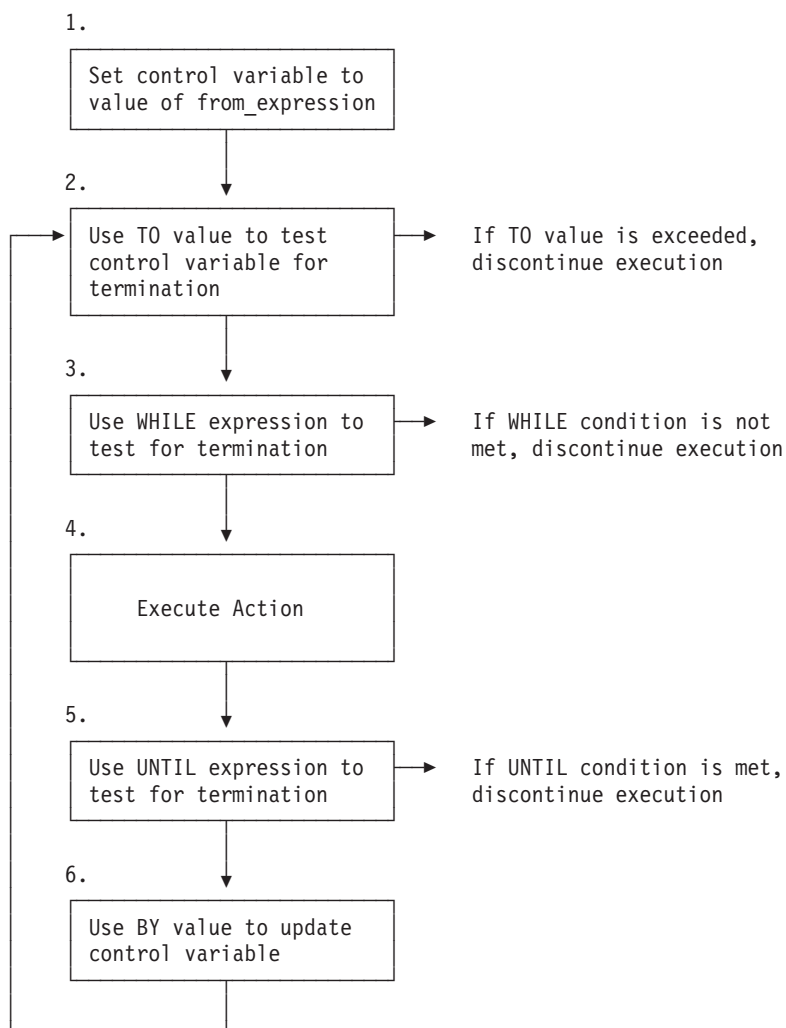 1.
Set control variable to
value of from_expression
2.
Use TO value to test
control variable for
termination
If TO value is exceeded,
discontinue execution
3.
Use WHILE expression to
test for termination
If WHILE condition is not
met, discontinue execution
4.
Execute Action
5.
Use UNTIL expression to
test for termination
If UNTIL condition is met,
discontinue execution
6.
Use BY value to update
control variable